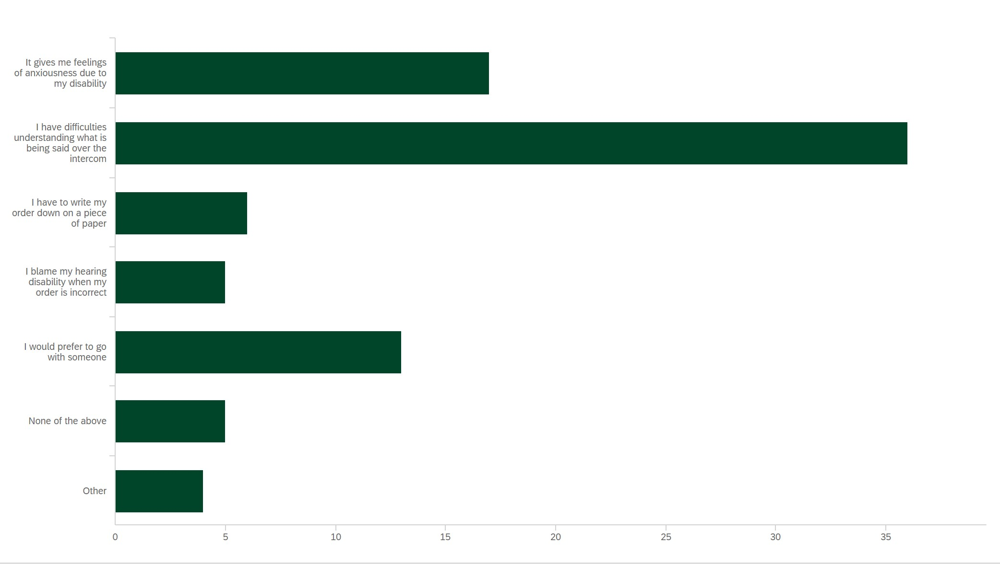 It gives me feelings
of anxiousness due to
my disability
I have difficulties
understanding what is
being said over the
intercom
I have to write my
order down on a piece
of paper
I blame my hearing
disability when my
order is incorrect
I would prefer to go
with someone
None of the above
Other
0 5 10 15 20 25 30 35